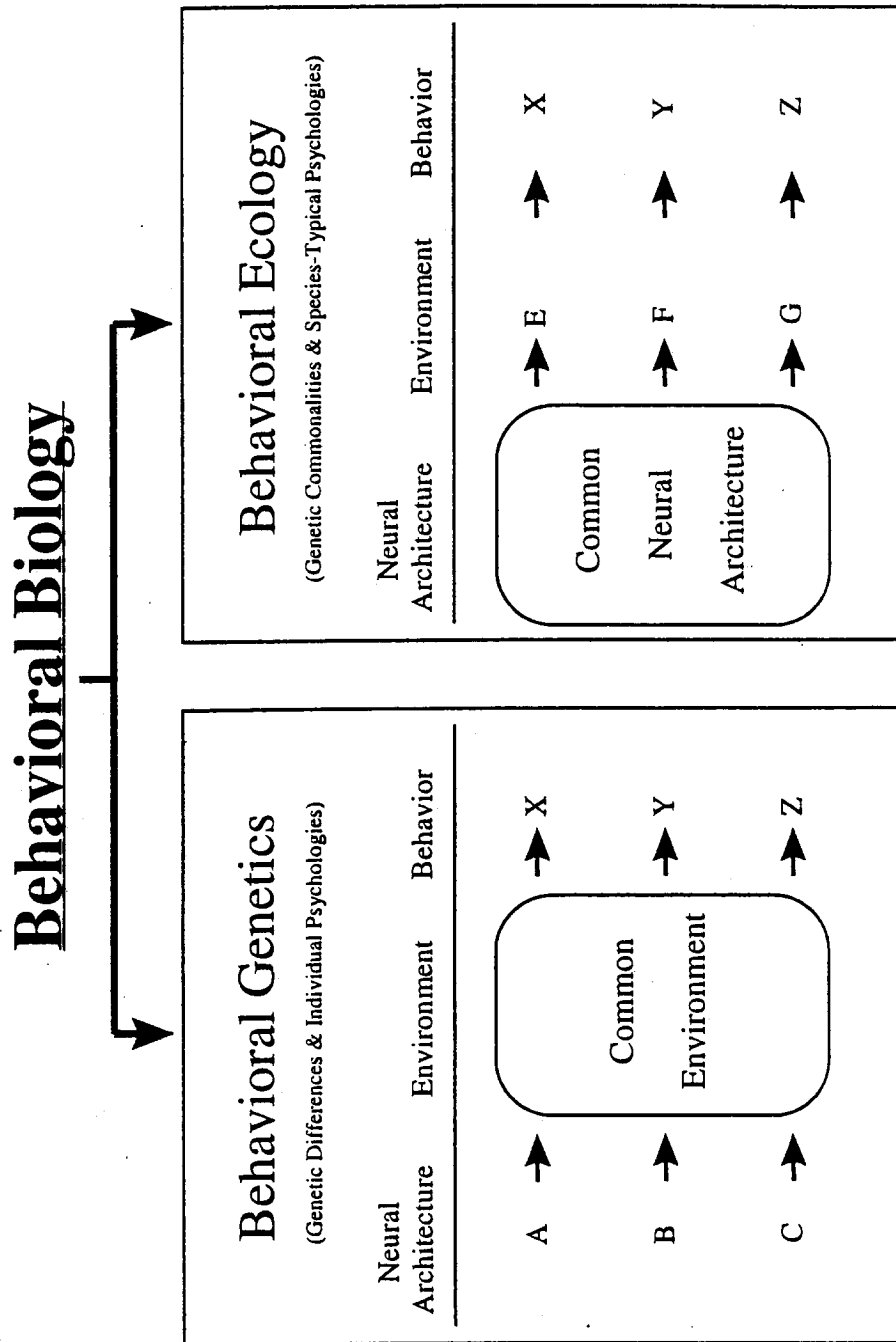 Behavioral Biology
Behavioral Genetics
(Genetic Differences & Individual Psychologies)
Neural
Architecture Environment Behavior
A X
Common
B Y
Environment
C Z
Behavioral Ecology
(Genetic Commonalities & Species-Typical Psychologies)
Neural
Architecture Environment Behavior
Common E X
Neural F Y
Architecture G Z